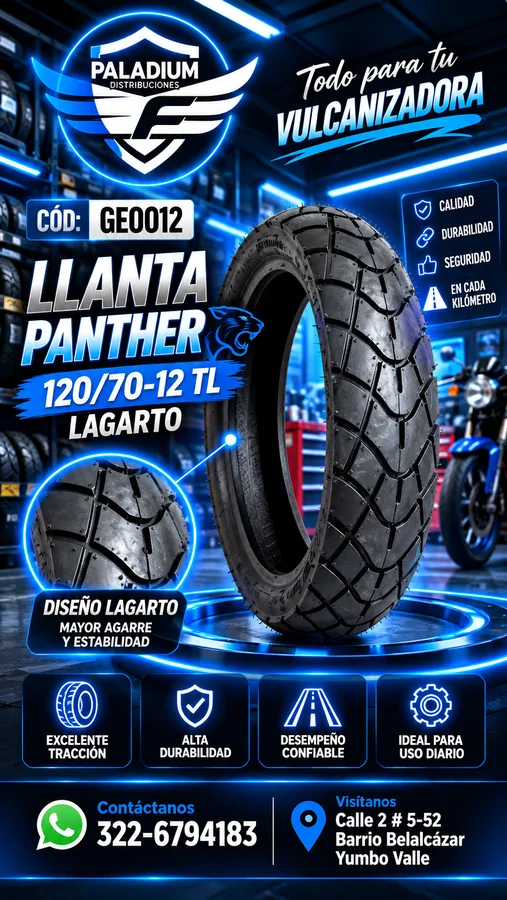 PALADIUM
DISTRIBUCIONES
Todo para tu
VULCANIZADORA
CÓD: GE0012
CALIDAD
DURABILIDAD
SEGURIDAD
EN CADA
KILÓMETRO
LLANTA
PANTHER
120/70-12 TL
LAGARTO
DISEÑO LAGARTO
MAYOR AGARRE
Y ESTABILIDAD
EXCELENTE
TRACCIÓN
ALTA
DURABILIDAD
DESEMPEÑO
CONFIABLE
IDEAL PARA
USO DIARIO
Contáctanos
322-6794183
Visítanos
Calle 2 # 5-52
Barrio Belalcázar
Yumbo Valle